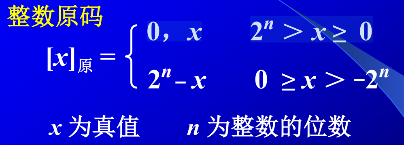 整数原码
[x]原 = { 0，x 2ⁿ > x ≥ 0
2ⁿ – x 0 ≥ x > –2ⁿ
x 为真值 n 为整数的位数